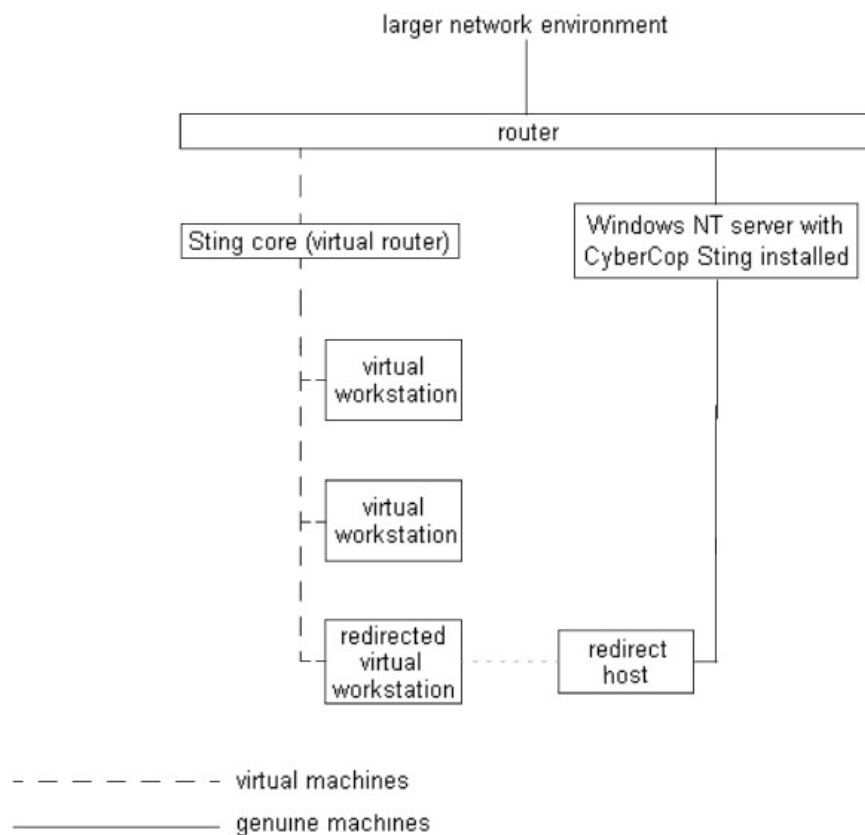 larger network environment
router
Sting core (virtual router)
Windows NT server with
CyberCop Sting installed
virtual
workstation
virtual
workstation
redirected
virtual
workstation
redirect
host
virtual machines
genuine machines